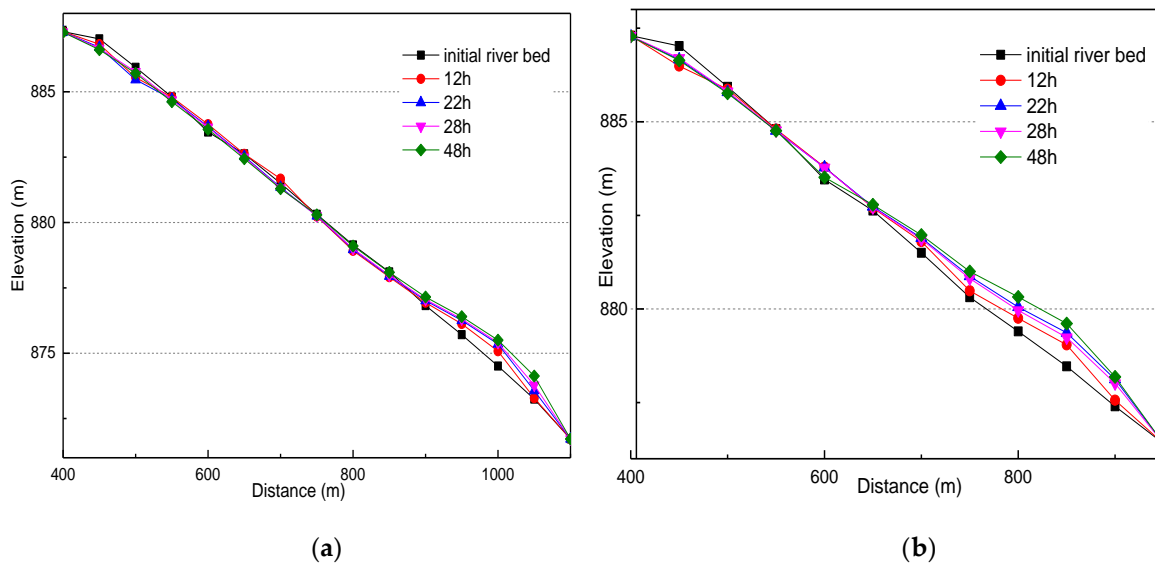 885
880
875
400
600
800
1000
Elevation (m)
Distance (m)
initial river bed
12h
22h
28h
48h
(a)
885
880
400
600
800
Elevation (m)
Distance (m)
initial river bed
12h
22h
28h
48h
(b)